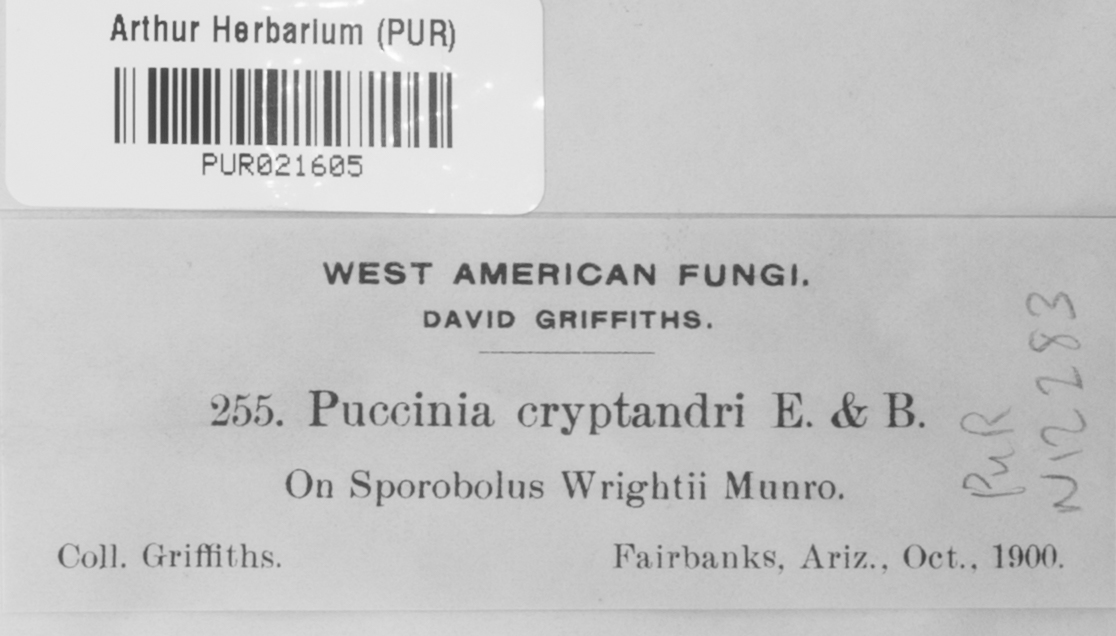 Arthur Herbarium (PUR)
PUR021605
WEST AMERICAN FUNGI.
DAVID GRIFFITHS.
255. Puccinia cryptandri E. & B.
On Sporobolus Wrightii Munro.
Coll. Griffiths. Fairbanks, Ariz., Oct., 1900.
PUR
N12283